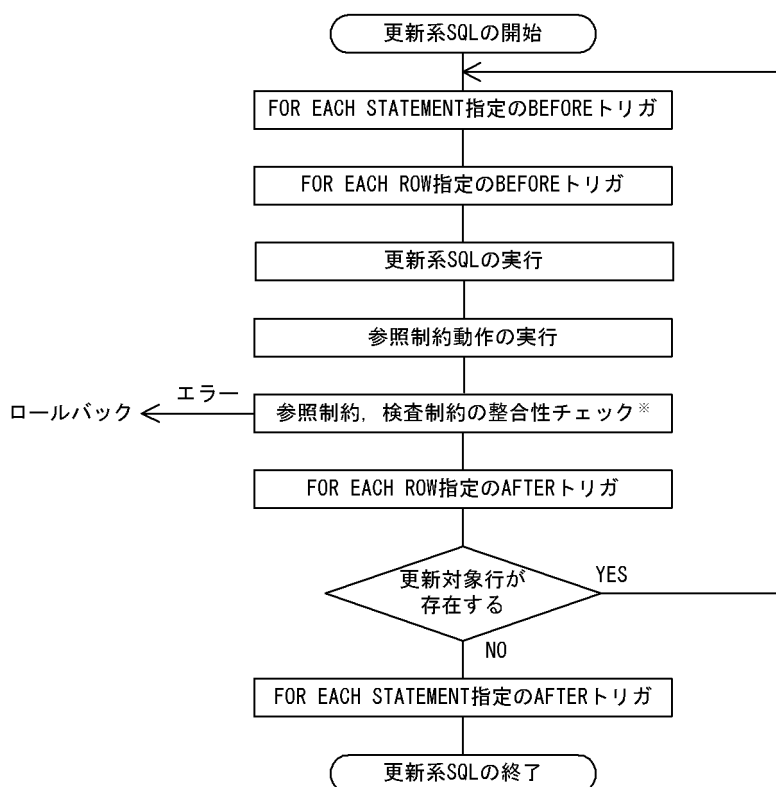 更新系SQLの開始
FOR EACH STATEMENT指定のBEFOREトリガ
FOR EACH ROW指定のBEFOREトリガ
更新系SQLの実行
参照制約動作の実行
エラー
ロールバック
参照制約，検査制約の整合性チェック※
FOR EACH ROW指定のAFTERトリガ
更新対象行が
存在する
YES
NO
FOR EACH STATEMENT指定のAFTERトリガ
更新系SQLの終了